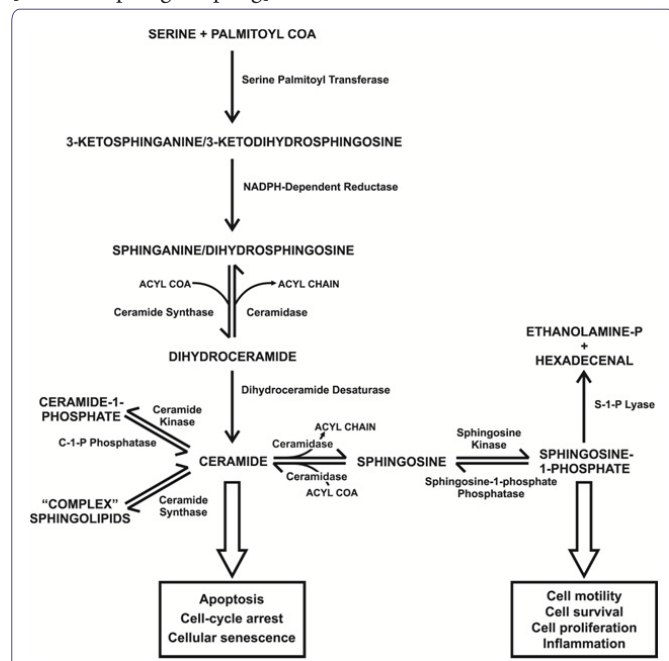 SERINE + PALMITOYL COA
Serine Palmitoyl Transferase
3-KETOSPHINGANINE/3-KETODIHYDROSPHINGOSINE
NADPH-Dependent Reductase
SPHINGANINE/DIHYDROSPHINGOSINE
ACYL COA
ACYL CHAIN
Ceramide Synthase
Ceramidase
DIHYDROCERAMIDE
Dihydroceramide Desaturase
ETHANOLAMINE-P
+
HEXADECENAL
S-1-P Lyase
CERAMIDE-1-
PHOSPHATE
Ceramide
Kinase
C-1-P Phosphatase
CERAMIDE
Ceramidase
ACYL CHAIN
Ceramidase
ACYL COA
SPHINGOSINE
Sphingosine
Kinase
Sphingosine-1-phosphate
Phosphatase
SPHINGOSINE-
1-PHOSPHATE
"COMPLEX"
SPHINGOLIPIDS
Ceramide
Synthase
Apoptosis
Cell-cycle arrest
Cellular senescence
Cell motility
Cell survival
Cell proliferation
Inflammation